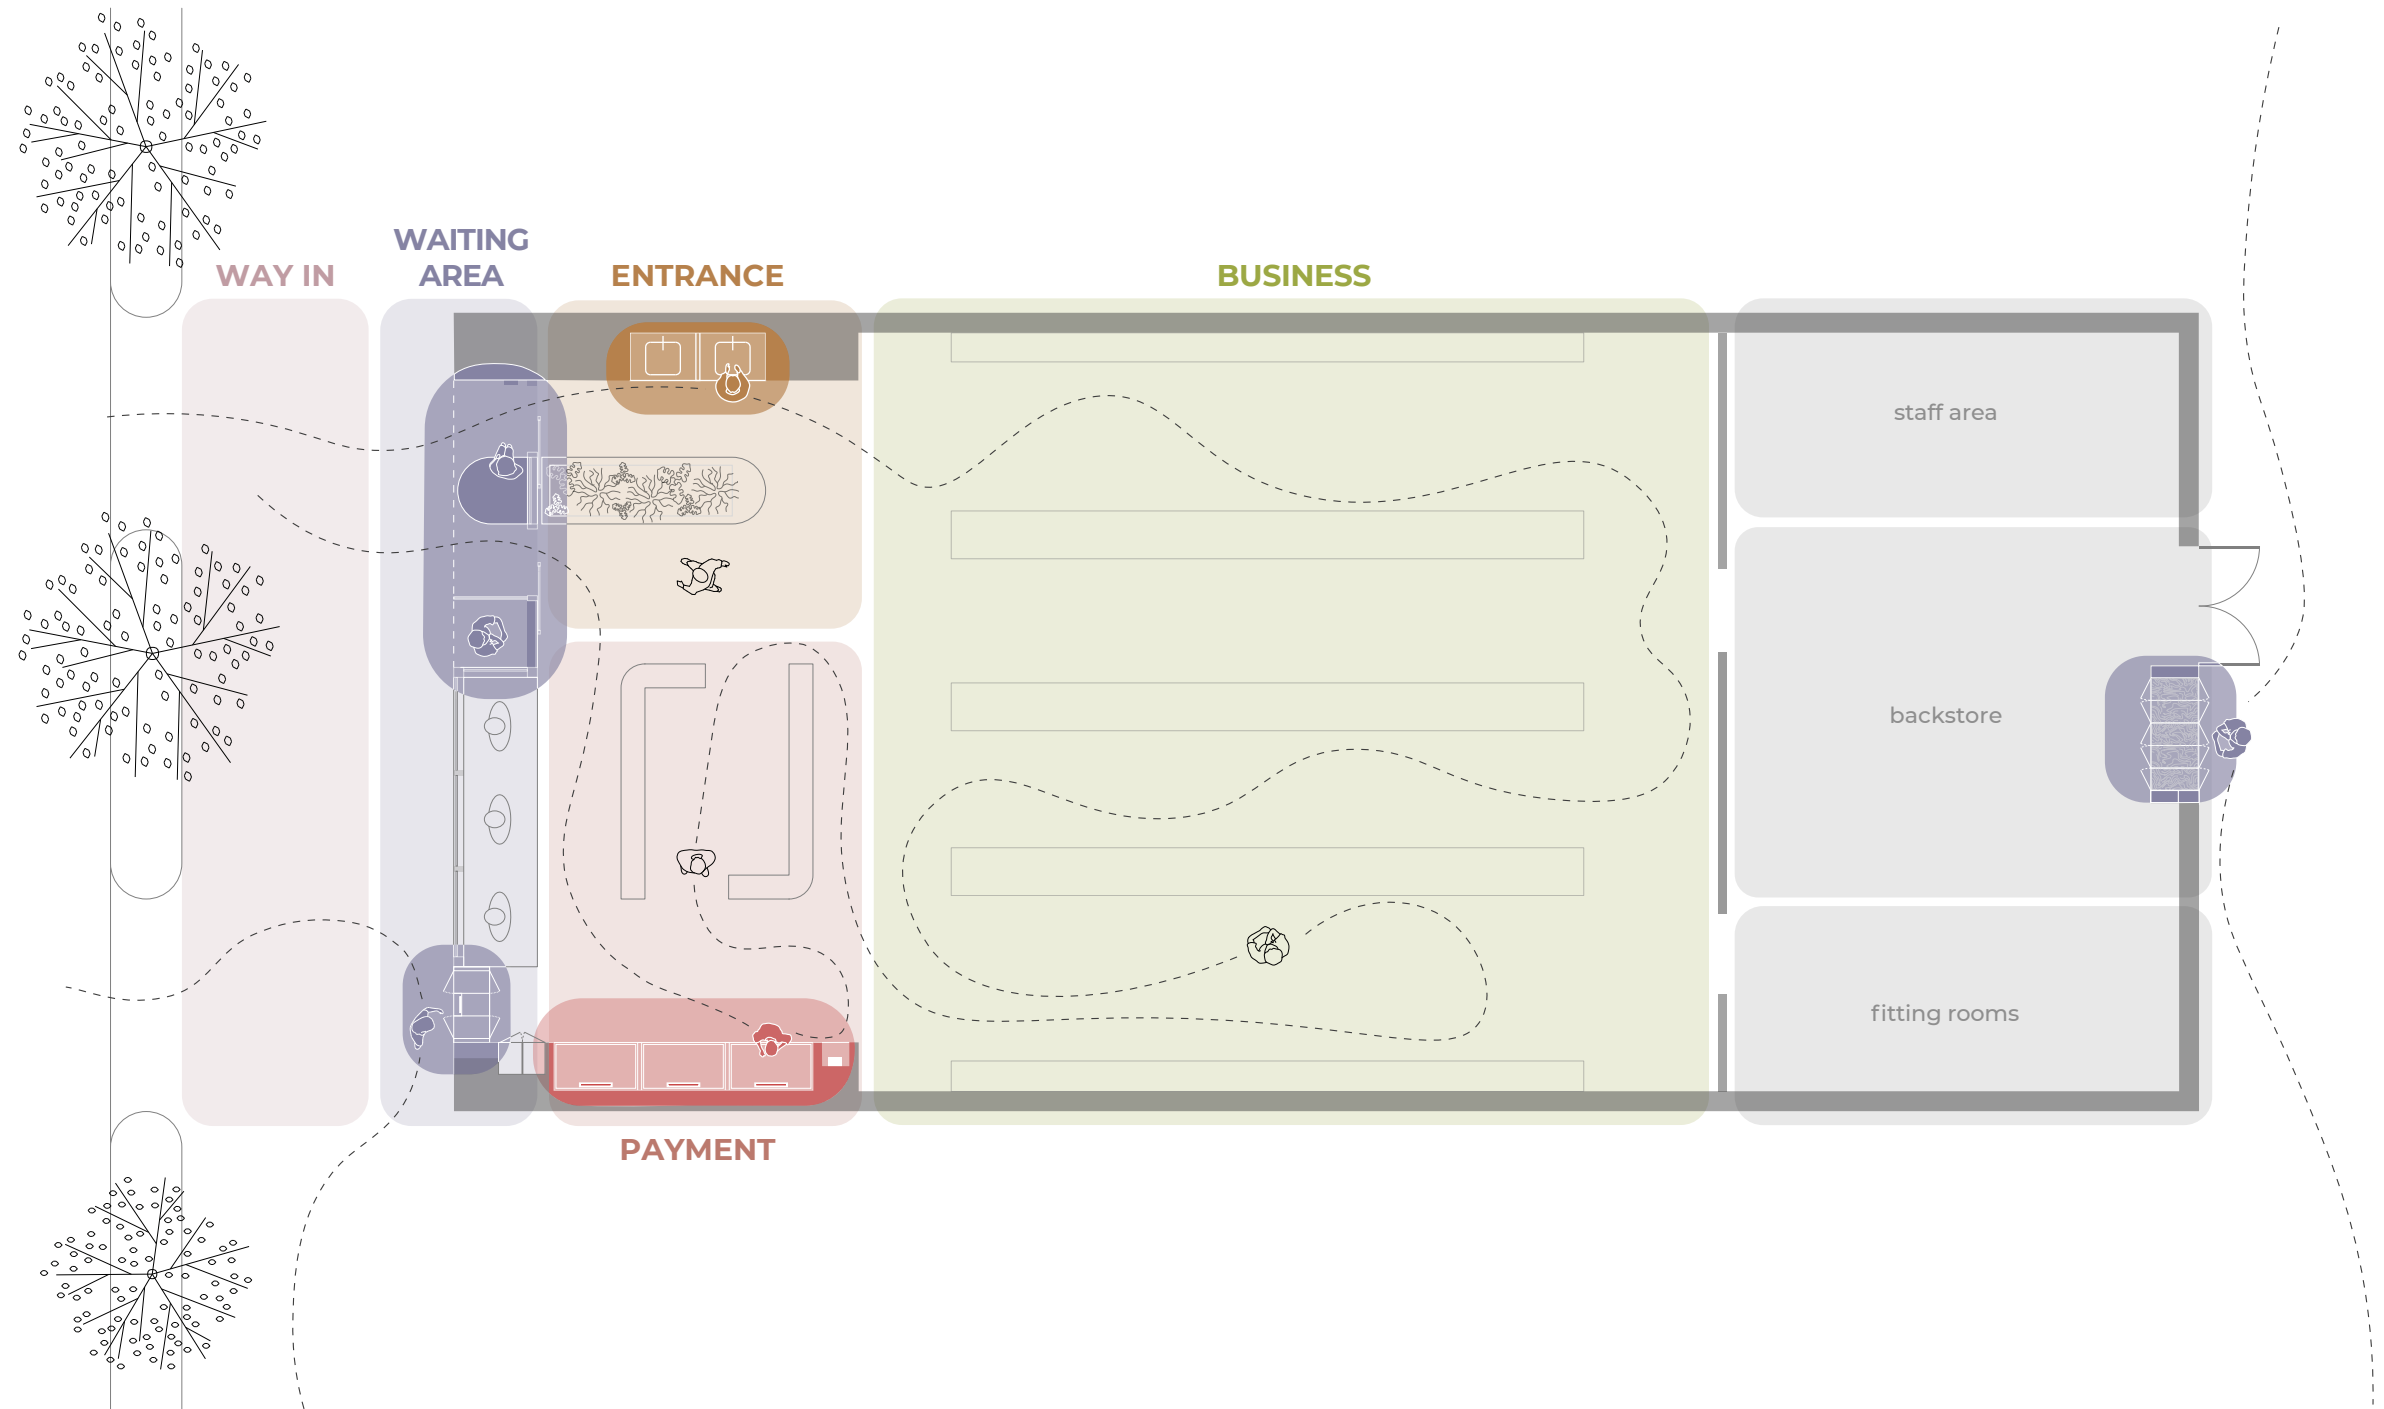 WAITING
AREA
WAY IN
ENTRANCE
BUSINESS
staff area
backstore
fitting rooms
PAYMENT